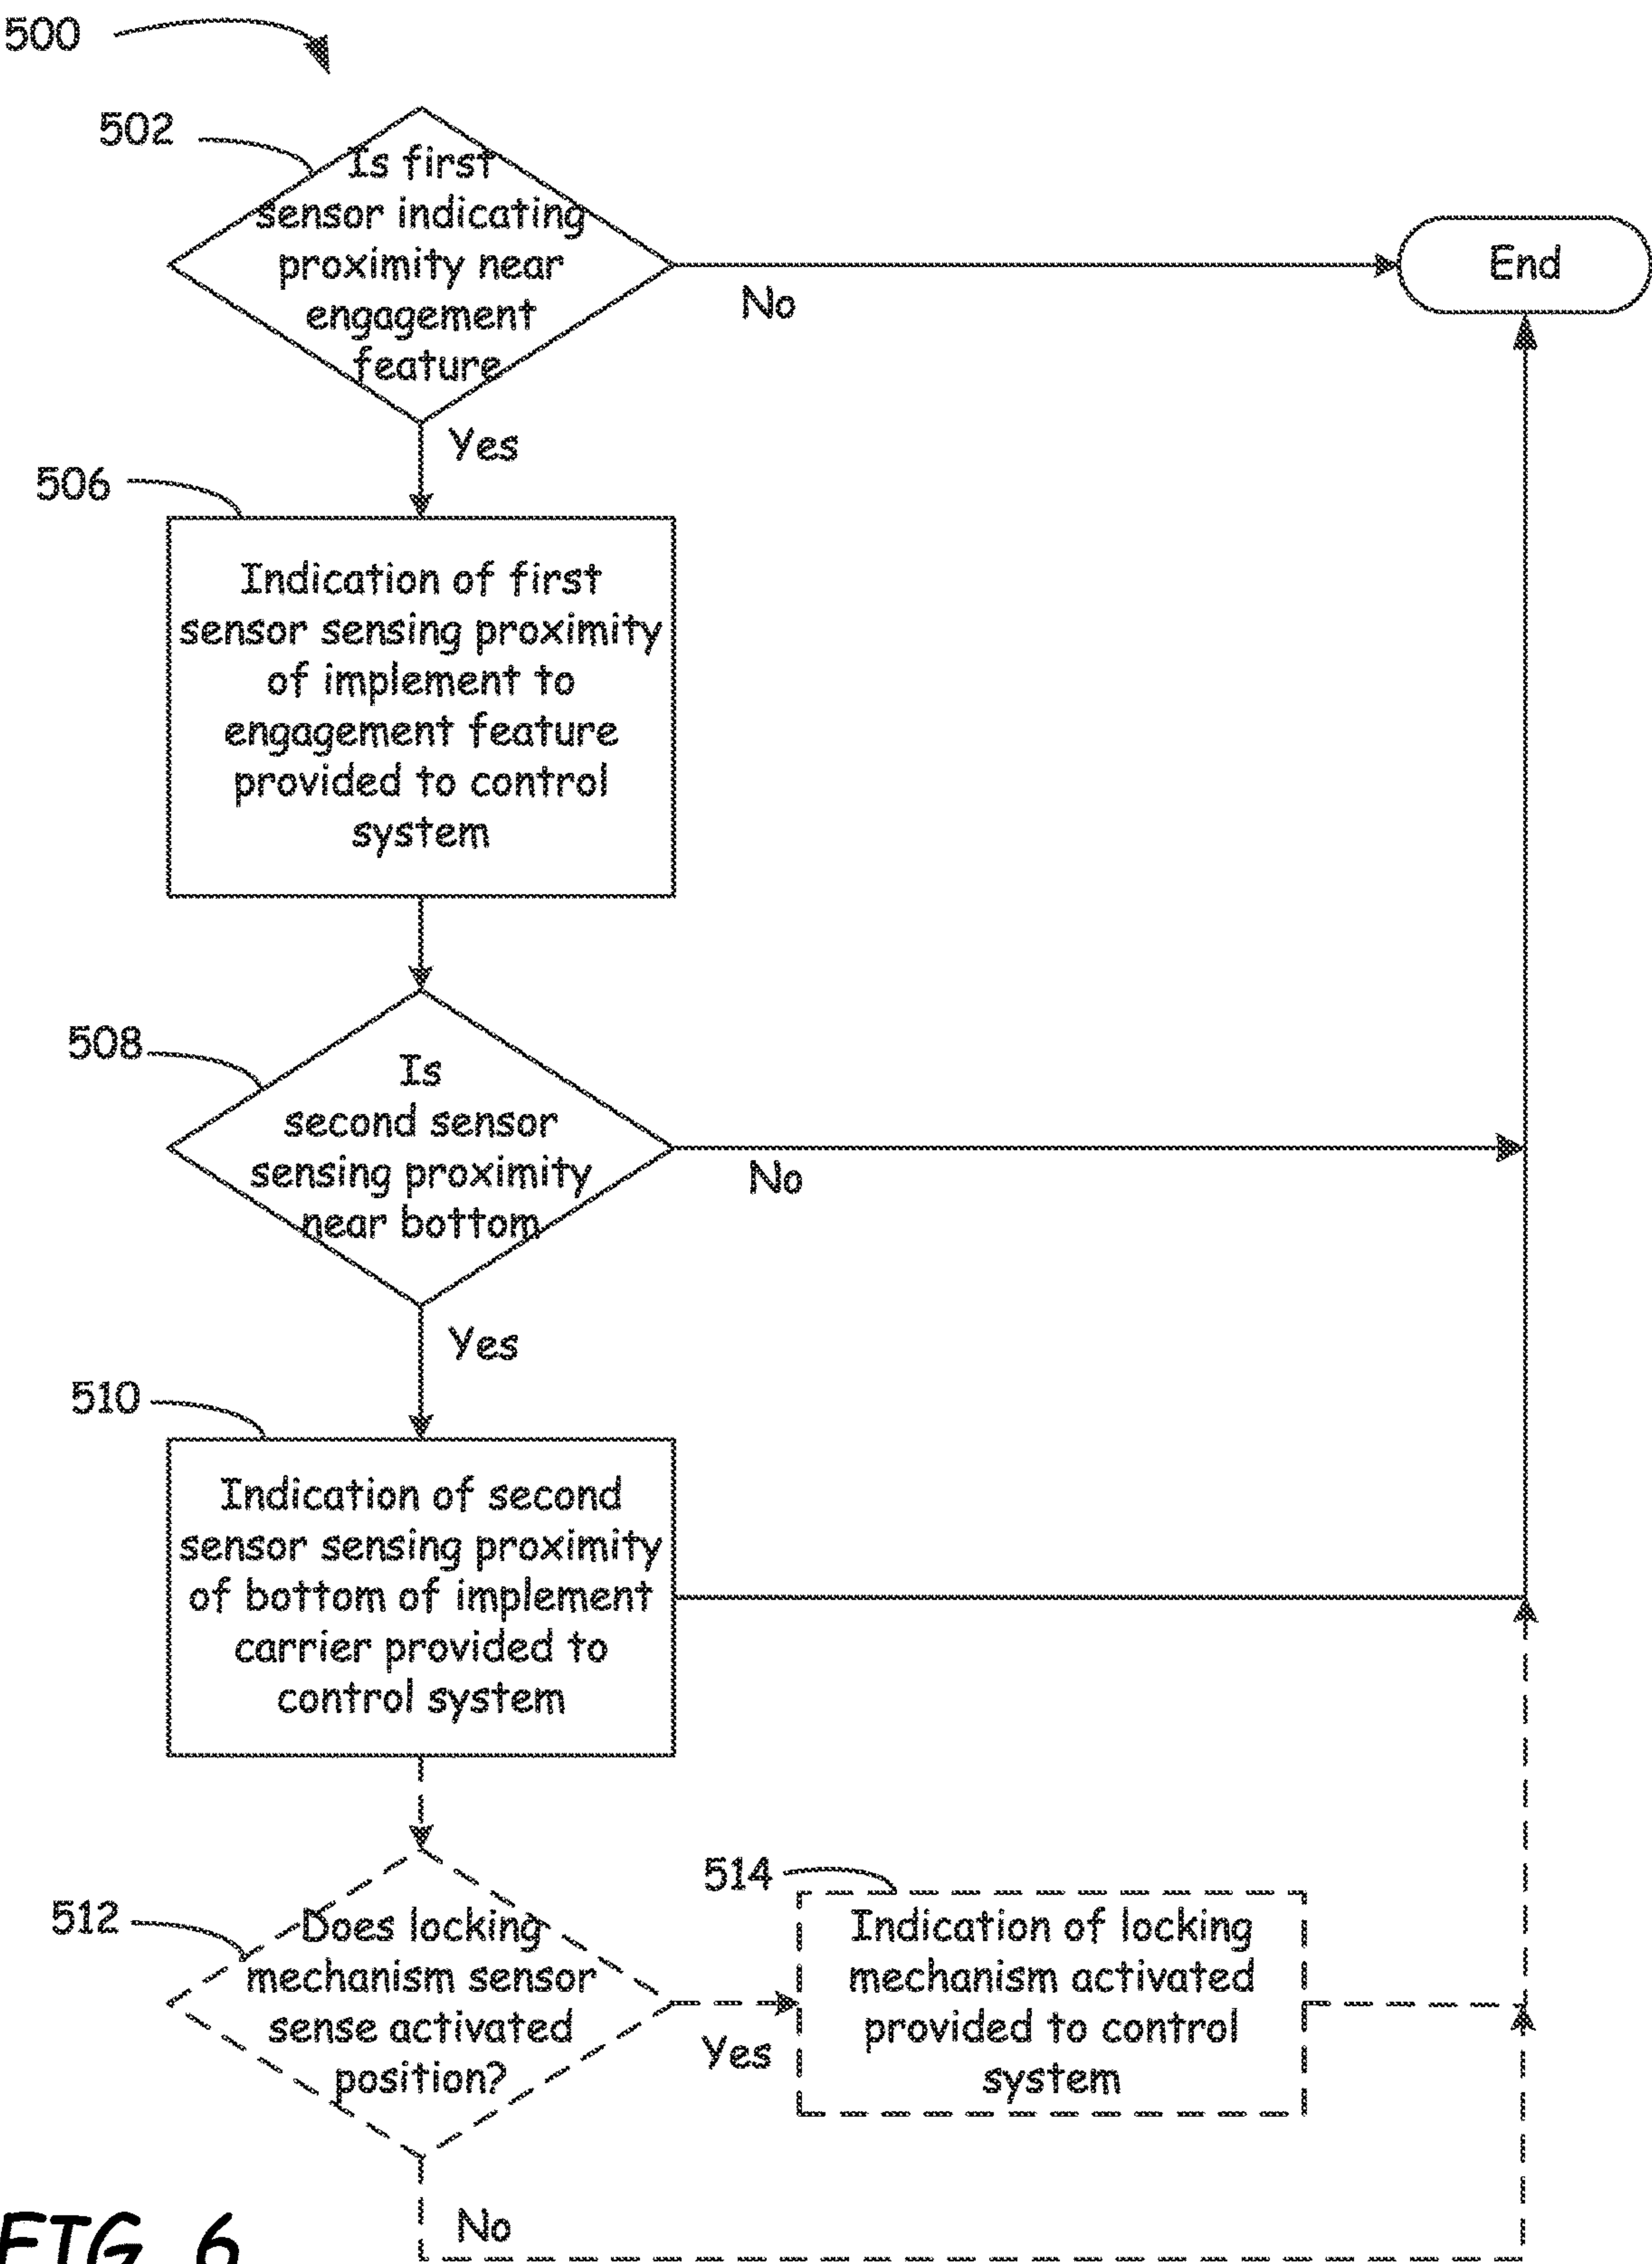 500
502
Is first
sensor indicating
proximity near
engagement
feature
No
End
Yes
506
Indication of first
sensor sensing proximity
of implement to
engagement feature
provided to control
system
508
Is
second sensor
sensing proximity
near bottom
No
Yes
510
Indication of second
sensor sensing proximity
of bottom of implement
carrier provided to
control system
512
Does locking
mechanism sensor
sense activated
position?
Yes
514
Indication of locking
mechanism activated
provided to control
system
No
FIG. 6